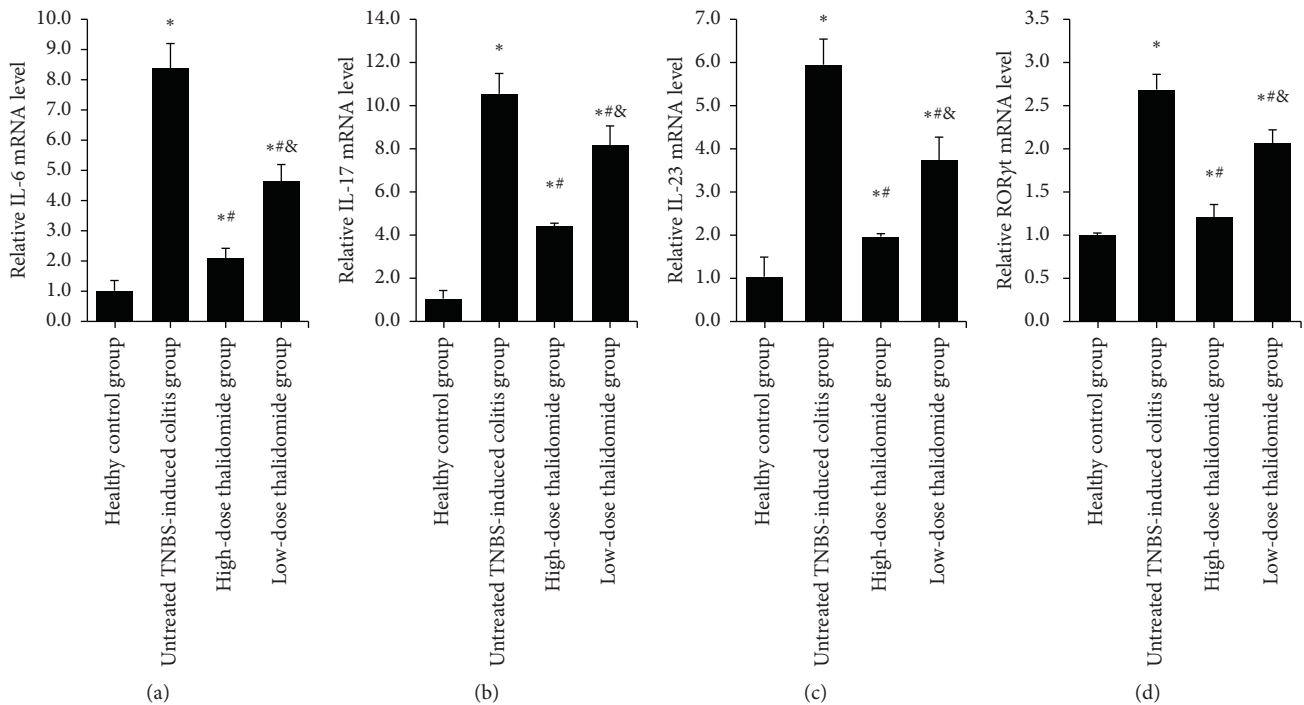 Relative IL-6 mRNA level
10.0
9.0
8.0
7.0
6.0
5.0
4.0
3.0
2.0
1.0
0.0
*
*#
*#&
Healthy control group
Untreated TNBS-induced colitis group
High-dose thalidomide group
Low-dose thalidomide group
(a)
Relative IL-17 mRNA level
14.0
12.0
10.0
8.0
6.0
4.0
2.0
0.0
*
*#
*#&
Healthy control group
Untreated TNBS-induced colitis group
High-dose thalidomide group
Low-dose thalidomide group
(b)
Relative IL-23 mRNA level
7.0
6.0
5.0
4.0
3.0
2.0
1.0
0.0
*
*#
*#&
Healthy control group
Untreated TNBS-induced colitis group
High-dose thalidomide group
Low-dose thalidomide group
(c)
Relative RORγt mRNA level
3.5
3.0
2.5
2.0
1.5
1.0
0.5
0.0
*
*#
*#&
Healthy control group
Untreated TNBS-induced colitis group
High-dose thalidomide group
Low-dose thalidomide group
(d)